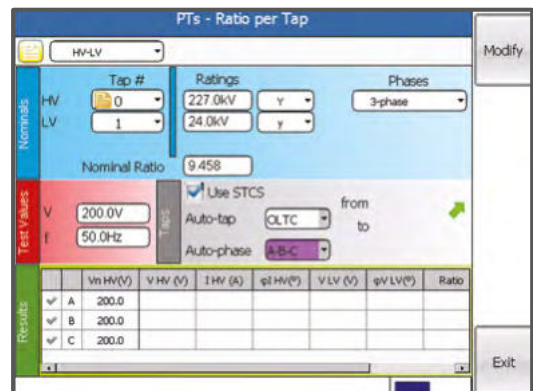 PTs - Ratio per Tap
HV-LV
Modify
Nominals
Tap #
Ratings
Phases
HV 0 227.0kV Y 3-phase
LV 1 24.0kV y
Nominal Ratio 9.458
Test Values
V 200.0V
f 50.0Hz
Taps
Use STCS
Auto-tap OLTC
Auto-phase A-B-C
from
to
Results
Vn HV(V) V HV (V) I HV (A) φI HV(º) V LV (V) φV LV(º) Ratio
A 200.0
B 200.0
C 200.0
Exit